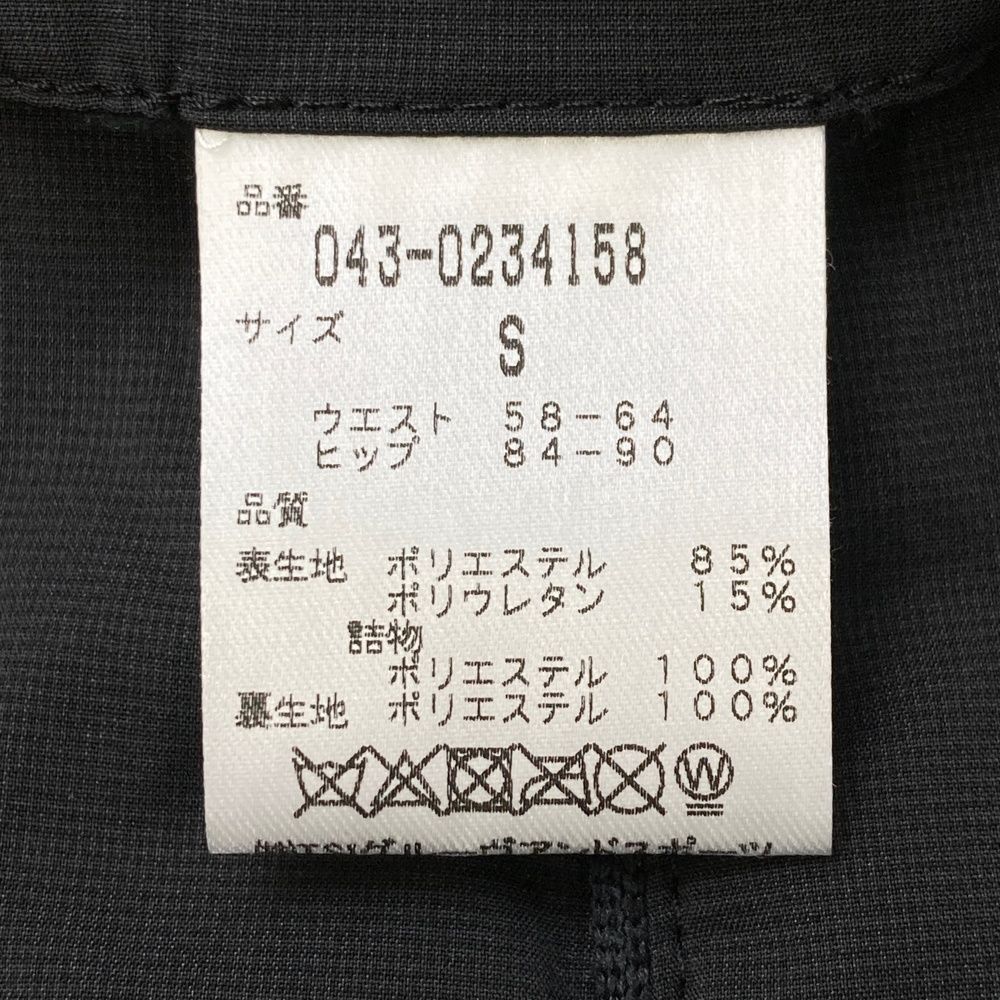 品番
043-0234158
サイズ
S
ウエスト 58-64
ヒップ 84-90
品質
表生地 ポリエステル 85%
ポリウレタン 15%
詰物
ポリエステル 100%
裏生地 ポリエステル 100%
W